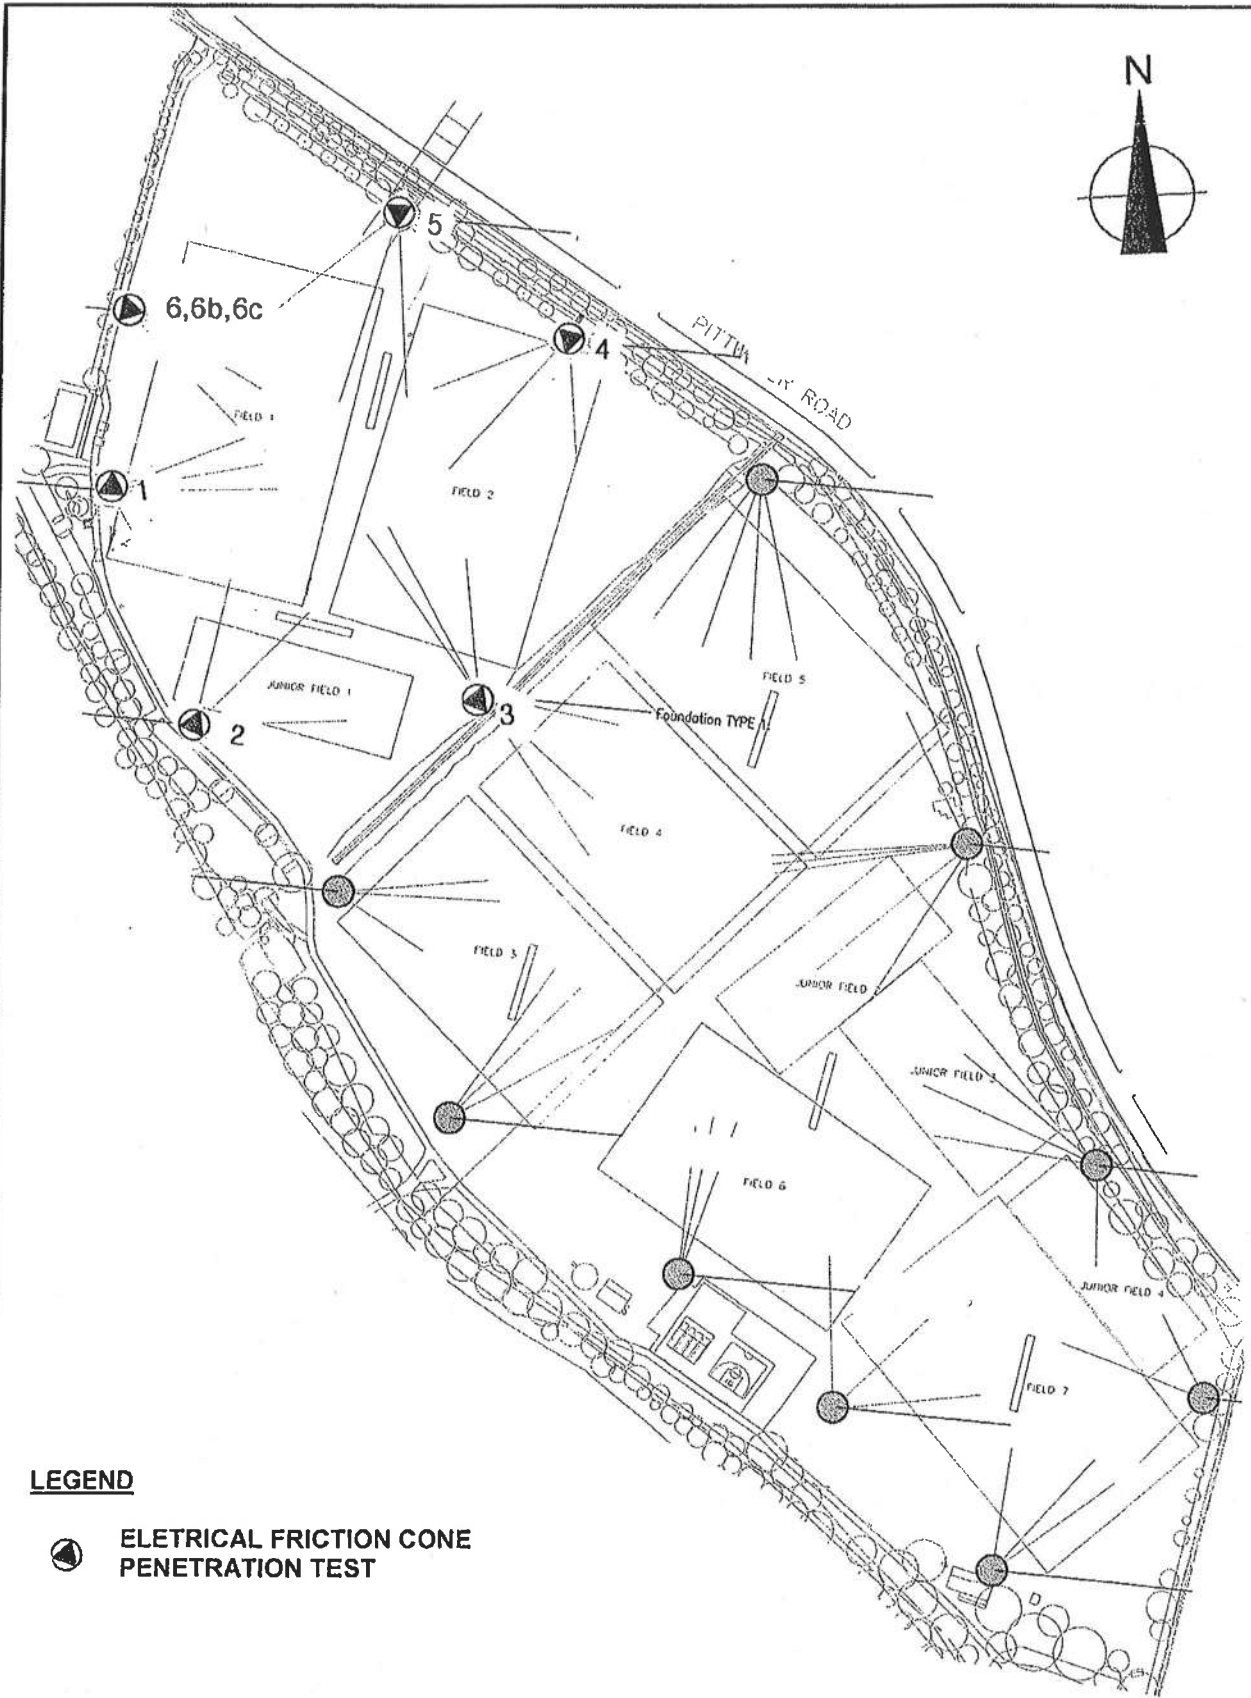 N
5
6,6b,6c
4
ROAD
FIELD 1
1
FIELD 2
FIELD 5
JUNIOR FIELD 1
3
Foundation TYPE 1
2
FIELD 4
FIELD 3
JUNIOR FIELD
JUNIOR FIELD 3
FIELD 6
JUNIOR FIELD 4
FIELD 7
LEGEND
ELETRICAL FRICTION CONE
PENETRATION TEST